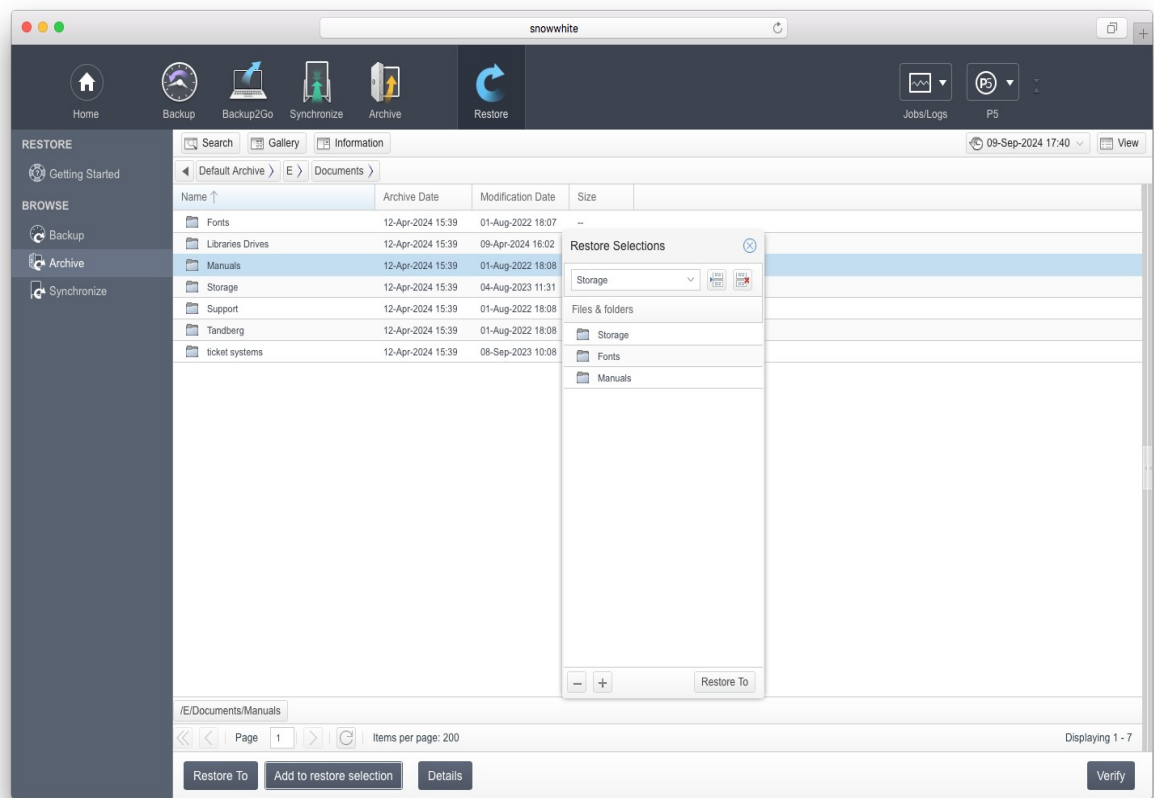 snowwhite
Home
Backup
Backup2Go
Synchronize
Archive
Restore
Jobs/Logs
P5
P5
RESTORE
Getting Started
BROWSE
Backup
Archive
Synchronize
Search Gallery Information 09-Sep-2024 17:40 View
Default Archive E Documents
Name Archive Date Modification Date Size
Fonts 12-Apr-2024 15:39 01-Aug-2022 18:07 --
Libraries Drives 12-Apr-2024 15:39 09-Apr-2024 16:02
Manuals 12-Apr-2024 15:39 01-Aug-2022 18:08
Storage 12-Apr-2024 15:39 04-Aug-2023 11:31
Support 12-Apr-2024 15:39 01-Aug-2022 18:08
Tandberg 12-Apr-2024 15:39 01-Aug-2022 18:08
ticket systems 12-Apr-2024 15:39 08-Sep-2023 10:08
Restore Selections
Storage
Files & folders
Storage
Fonts
Manuals
Restore To
/E/Documents/Manuals
Page 1 Items per page: 200 Displaying 1 - 7
Restore To Add to restore selection Details Verify